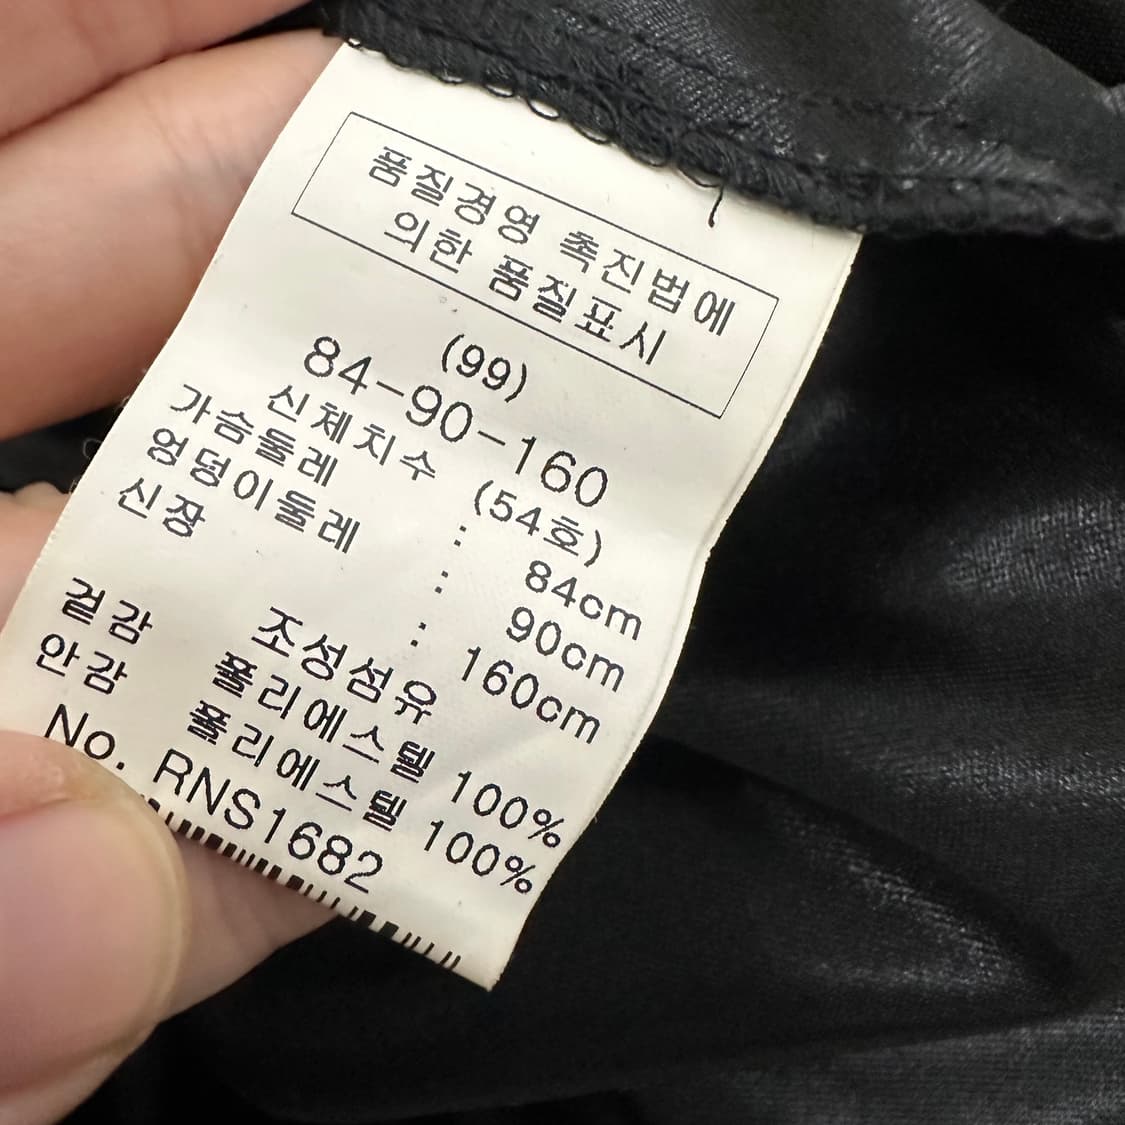 품질경영 촉진법에
의한 품질표시
(99)
84-90-160
신체치수 (54호)
가슴둘레 : 84cm
엉덩이둘레 : 90cm
신장 : 160cm
조성섬유
겉감 폴리에스텔 100%
안감 폴리에스텔 100%
No. RNS1682